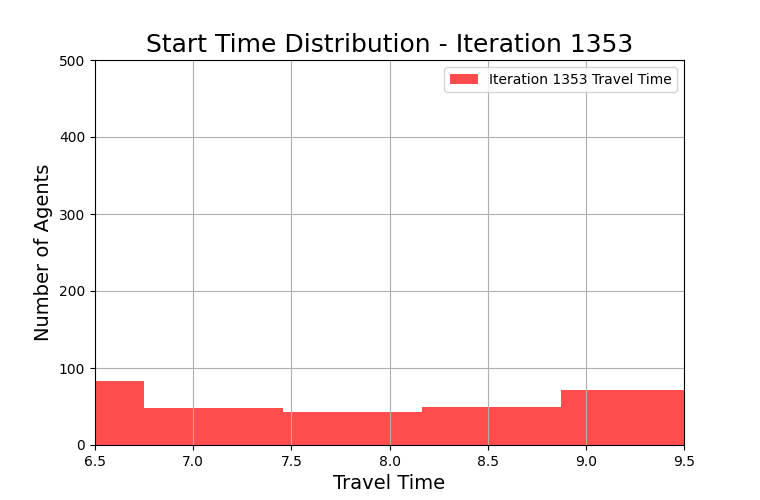 Start Time Distribution - Iteration 1353
Iteration 1353 Travel Time
Number of Agents
500
400
300
200
100
0
6.5 7.0 7.5 8.0 8.5 9.0 9.5
Travel Time